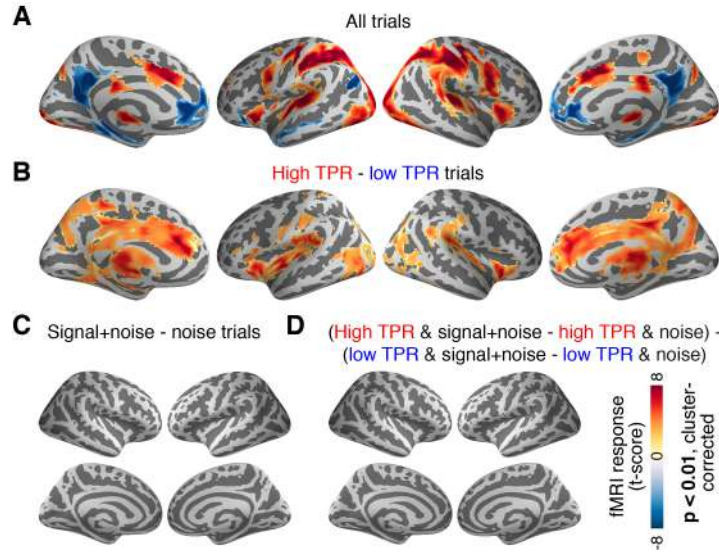 A
All trials
B
High TPR - low TPR trials
C
Signal+noise - noise trials
D
(High TPR & signal+noise - high TPR & noise) -
(low TPR & signal+noise - low TPR & noise)
8
0
-8
fMRI response
(t-score)
p < 0.01, cluster-
corrected